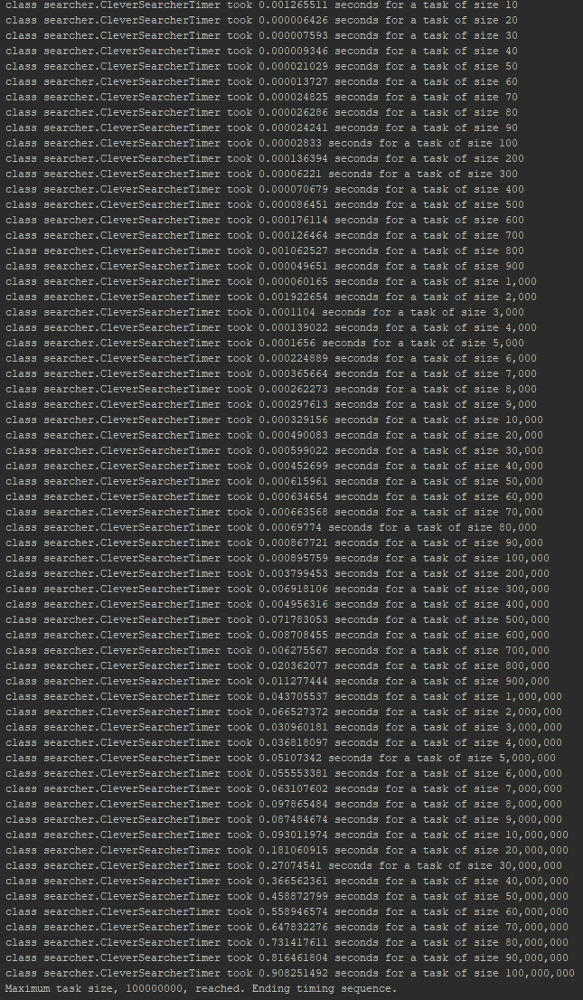 class searcher.CleverSearcherTimer took 0.001265511 seconds for a task of size 10
class searcher.CleverSearcherTimer took 0.000006426 seconds for a task of size 20
class searcher.CleverSearcherTimer took 0.000007593 seconds for a task of size 30
class searcher.CleverSearcherTimer took 0.000009346 seconds for a task of size 40
class searcher.CleverSearcherTimer took 0.000021029 seconds for a task of size 50
class searcher.CleverSearcherTimer took 0.000013727 seconds for a task of size 60
class searcher.CleverSearcherTimer took 0.000024825 seconds for a task of size 70
class searcher.CleverSearcherTimer took 0.000026286 seconds for a task of size 80
class searcher.CleverSearcherTimer took 0.000024241 seconds for a task of size 90
class searcher.CleverSearcherTimer took 0.00002833 seconds for a task of size 100
class searcher.CleverSearcherTimer took 0.000136394 seconds for a task of size 200
class searcher.CleverSearcherTimer took 0.00006221 seconds for a task of size 300
class searcher.CleverSearcherTimer took 0.000070679 seconds for a task of size 400
class searcher.CleverSearcherTimer took 0.000086451 seconds for a task of size 500
class searcher.CleverSearcherTimer took 0.000176114 seconds for a task of size 600
class searcher.CleverSearcherTimer took 0.000126464 seconds for a task of size 700
class searcher.CleverSearcherTimer took 0.001062527 seconds for a task of size 800
class searcher.CleverSearcherTimer took 0.000049651 seconds for a task of size 900
class searcher.CleverSearcherTimer took 0.000060165 seconds for a task of size 1,000
class searcher.CleverSearcherTimer took 0.001922654 seconds for a task of size 2,000
class searcher.CleverSearcherTimer took 0.0001104 seconds for a task of size 3,000
class searcher.CleverSearcherTimer took 0.000139022 seconds for a task of size 4,000
class searcher.CleverSearcherTimer took 0.0001656 seconds for a task of size 5,000
class searcher.CleverSearcherTimer took 0.000224889 seconds for a task of size 6,000
class searcher.CleverSearcherTimer took 0.000365664 seconds for a task of size 7,000
class searcher.CleverSearcherTimer took 0.000262273 seconds for a task of size 8,000
class searcher.CleverSearcherTimer took 0.000297613 seconds for a task of size 9,000
class searcher.CleverSearcherTimer took 0.000329156 seconds for a task of size 10,000
class searcher.CleverSearcherTimer took 0.000490083 seconds for a task of size 20,000
class searcher.CleverSearcherTimer took 0.000599022 seconds for a task of size 30,000
class searcher.CleverSearcherTimer took 0.000452699 seconds for a task of size 40,000
class searcher.CleverSearcherTimer took 0.000615961 seconds for a task of size 50,000
class searcher.CleverSearcherTimer took 0.000634654 seconds for a task of size 60,000
class searcher.CleverSearcherTimer took 0.000663568 seconds for a task of size 70,000
class searcher.CleverSearcherTimer took 0.00069774 seconds for a task of size 80,000
class searcher.CleverSearcherTimer took 0.000867721 seconds for a task of size 90,000
class searcher.CleverSearcherTimer took 0.000895759 seconds for a task of size 100,000
class searcher.CleverSearcherTimer took 0.003799453 seconds for a task of size 200,000
class searcher.CleverSearcherTimer took 0.006918106 seconds for a task of size 300,000
class searcher.CleverSearcherTimer took 0.004956316 seconds for a task of size 400,000
class searcher.CleverSearcherTimer took 0.071783053 seconds for a task of size 500,000
class searcher.CleverSearcherTimer took 0.008708455 seconds for a task of size 600,000
class searcher.CleverSearcherTimer took 0.006275567 seconds for a task of size 700,000
class searcher.CleverSearcherTimer took 0.020362077 seconds for a task of size 800,000
class searcher.CleverSearcherTimer took 0.011277444 seconds for a task of size 900,000
class searcher.CleverSearcherTimer took 0.043705537 seconds for a task of size 1,000,000
class searcher.CleverSearcherTimer took 0.066527372 seconds for a task of size 2,000,000
class searcher.CleverSearcherTimer took 0.030960181 seconds for a task of size 3,000,000
class searcher.CleverSearcherTimer took 0.036818097 seconds for a task of size 4,000,000
class searcher.CleverSearcherTimer took 0.05107342 seconds for a task of size 5,000,000
class searcher.CleverSearcherTimer took 0.055553381 seconds for a task of size 6,000,000
class searcher.CleverSearcherTimer took 0.063107602 seconds for a task of size 7,000,000
class searcher.CleverSearcherTimer took 0.097865484 seconds for a task of size 8,000,000
class searcher.CleverSearcherTimer took 0.087484674 seconds for a task of size 9,000,000
class searcher.CleverSearcherTimer took 0.093011974 seconds for a task of size 10,000,000
class searcher.CleverSearcherTimer took 0.181060915 seconds for a task of size 20,000,000
class searcher.CleverSearcherTimer took 0.27074541 seconds for a task of size 30,000,000
class searcher.CleverSearcherTimer took 0.366562361 seconds for a task of size 40,000,000
class searcher.CleverSearcherTimer took 0.458872799 seconds for a task of size 50,000,000
class searcher.CleverSearcherTimer took 0.558946574 seconds for a task of size 60,000,000
class searcher.CleverSearcherTimer took 0.647832276 seconds for a task of size 70,000,000
class searcher.CleverSearcherTimer took 0.731417611 seconds for a task of size 80,000,000
class searcher.CleverSearcherTimer took 0.816461804 seconds for a task of size 90,000,000
class searcher.CleverSearcherTimer took 0.908251492 seconds for a task of size 100,000,000
Maximum task size, 100000000, reached. Ending timing sequence.